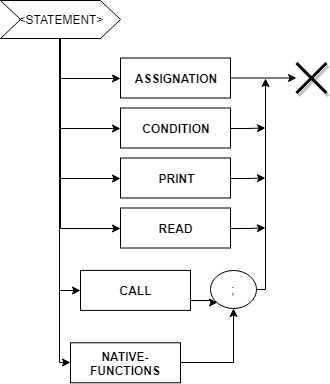 <STATEMENT>
ASSIGNATION
CONDITION
PRINT
READ
CALL
;
NATIVE-
FUNCTIONS